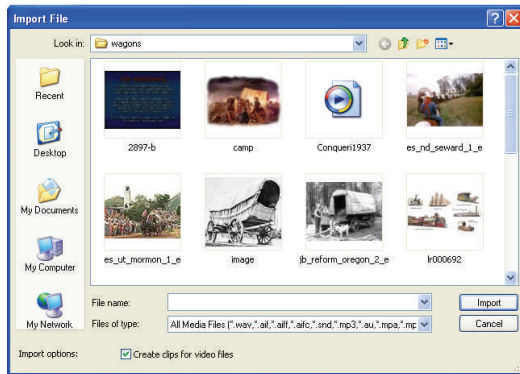 Import File
Look in:
wagons
Recent
Desktop
My Documents
My Computer
My Network
2897-b
camp
Conqueri1937
es_nd_seward_1_e
es_ut_mormon_1_e
image
jb_reform_oregon_2_e
lr000692
File name:
Import
Files of type:
All Media Files (*.wav,*.aif,*.aiff,*.aifc,*.snd,*.mp3,*.au,*.mpa,*.mp
Cancel
Import options:
Create clips for video files